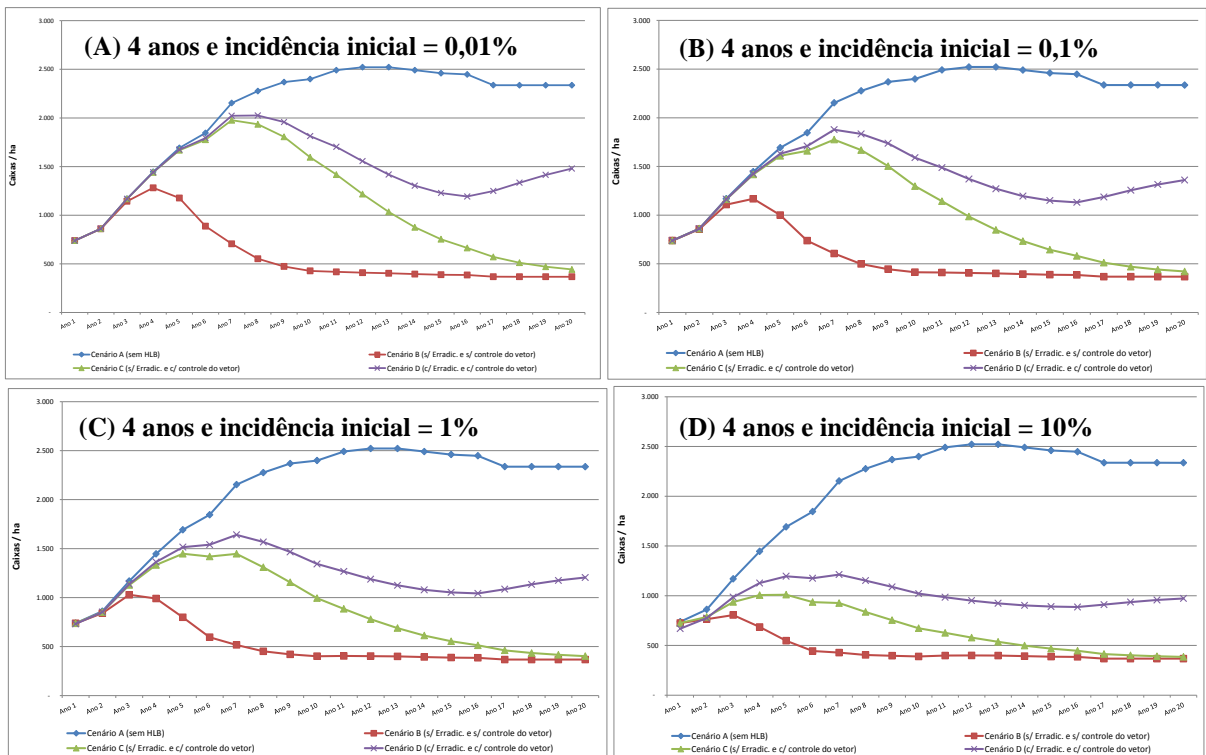 (A) 4 anos e incidência inicial = 0,01%
Caixas / ha
3.000
2.500
2.000
1.500
1.000
500
-
Ano 1 Ano 2 Ano 3 Ano 4 Ano 5 Ano 6 Ano 7 Ano 8 Ano 9 Ano 10 Ano 11 Ano 12 Ano 13 Ano 14 Ano 15 Ano 16 Ano 17 Ano 18 Ano 19 Ano 20
Cenário A (sem HLB) Cenário B (s/ Erradic. e s/ controle do vetor)
Cenário C (s/ Erradic. e c/ controle do vetor) Cenário D (c/ Erradic. e c/ controle do vetor)
(B) 4 anos e incidência inicial = 0,1%
Caixas / ha
3.000
2.500
2.000
1.500
1.000
500
-
Ano 1 Ano 2 Ano 3 Ano 4 Ano 5 Ano 6 Ano 7 Ano 8 Ano 9 Ano 10 Ano 11 Ano 12 Ano 13 Ano 14 Ano 15 Ano 16 Ano 17 Ano 18 Ano 19 Ano 20
Cenário A (sem HLB) Cenário B (s/ Erradic. e s/ controle do vetor)
Cenário C (s/ Erradic. e c/ controle do vetor) Cenário D (c/ Erradic. e c/ controle do vetor)
(C) 4 anos e incidência inicial = 1%
Caixas / ha
3.000
2.500
2.000
1.500
1.000
500
-
Ano 1 Ano 2 Ano 3 Ano 4 Ano 5 Ano 6 Ano 7 Ano 8 Ano 9 Ano 10 Ano 11 Ano 12 Ano 13 Ano 14 Ano 15 Ano 16 Ano 17 Ano 18 Ano 19 Ano 20
Cenário A (sem HLB) Cenário B (s/ Erradic. e s/ controle do vetor)
Cenário C (s/ Erradic. e c/ controle do vetor) Cenário D (c/ Erradic. e c/ controle do vetor)
(D) 4 anos e incidência inicial = 10%
Caixas / ha
3.000
2.500
2.000
1.500
1.000
500
-
Ano 1 Ano 2 Ano 3 Ano 4 Ano 5 Ano 6 Ano 7 Ano 8 Ano 9 Ano 10 Ano 11 Ano 12 Ano 13 Ano 14 Ano 15 Ano 16 Ano 17 Ano 18 Ano 19 Ano 20
Cenário A (sem HLB) Cenário B (s/ Erradic. e s/ controle do vetor)
Cenário C (s/ Erradic. e c/ controle do vetor) Cenário D (c/ Erradic. e c/ controle do vetor)